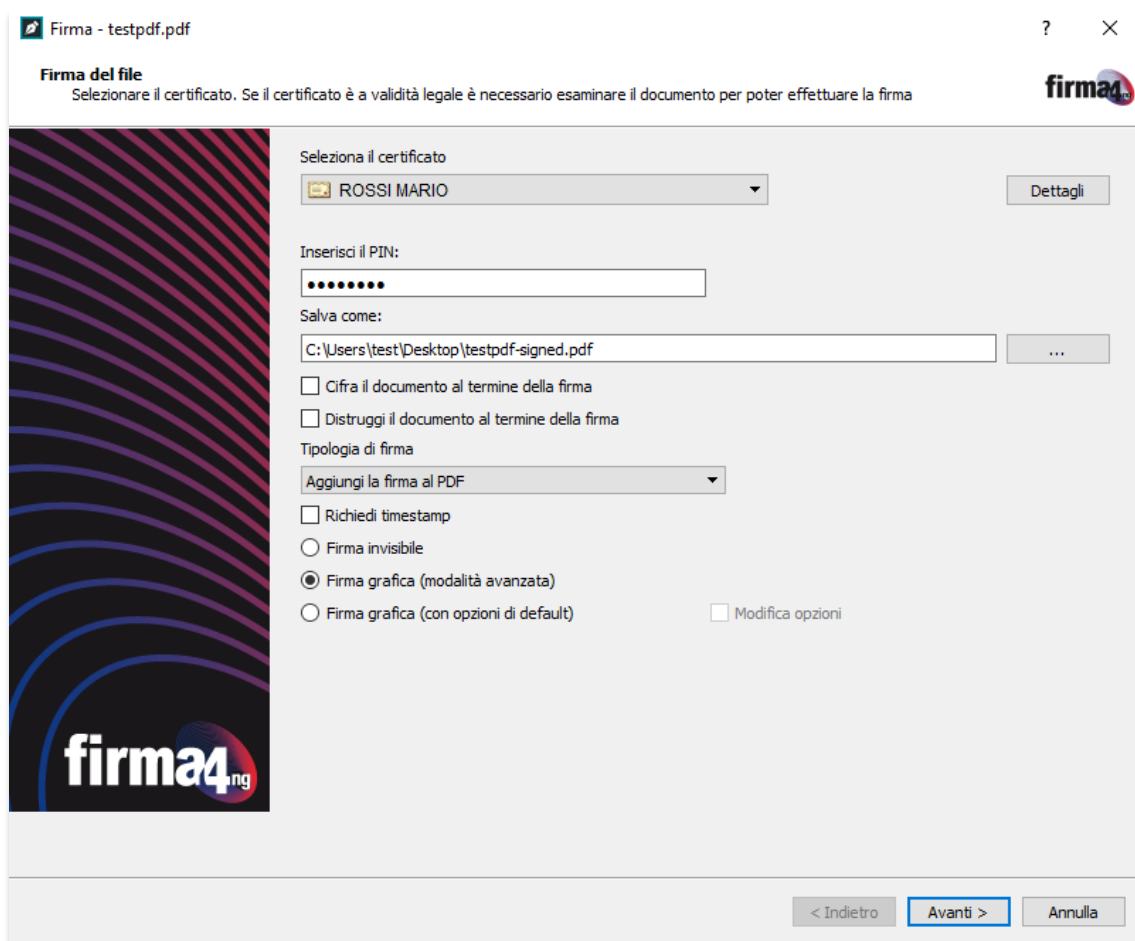 Firma - testpdf.pdf
?
Firma del file
Selezionare il certificato. Se il certificato è a validità legale è necessario esaminare il documento per poter effettuare la firma
firma4ng
Seleziona il certificato
ROSSI MARIO
Dettagli
Inserisci il PIN:
••••••••
Salva come:
C:\Users\test\Desktop\testpdf-signed.pdf
...
Cifra il documento al termine della firma
Distruggi il documento al termine della firma
Tipologia di firma
Aggiungi la firma al PDF
Richiedi timestamp
Firma invisibile
Firma grafica (modalità avanzata)
Firma grafica (con opzioni di default)
Modifica opzioni
firma4ng
< Indietro
Avanti >
Annulla